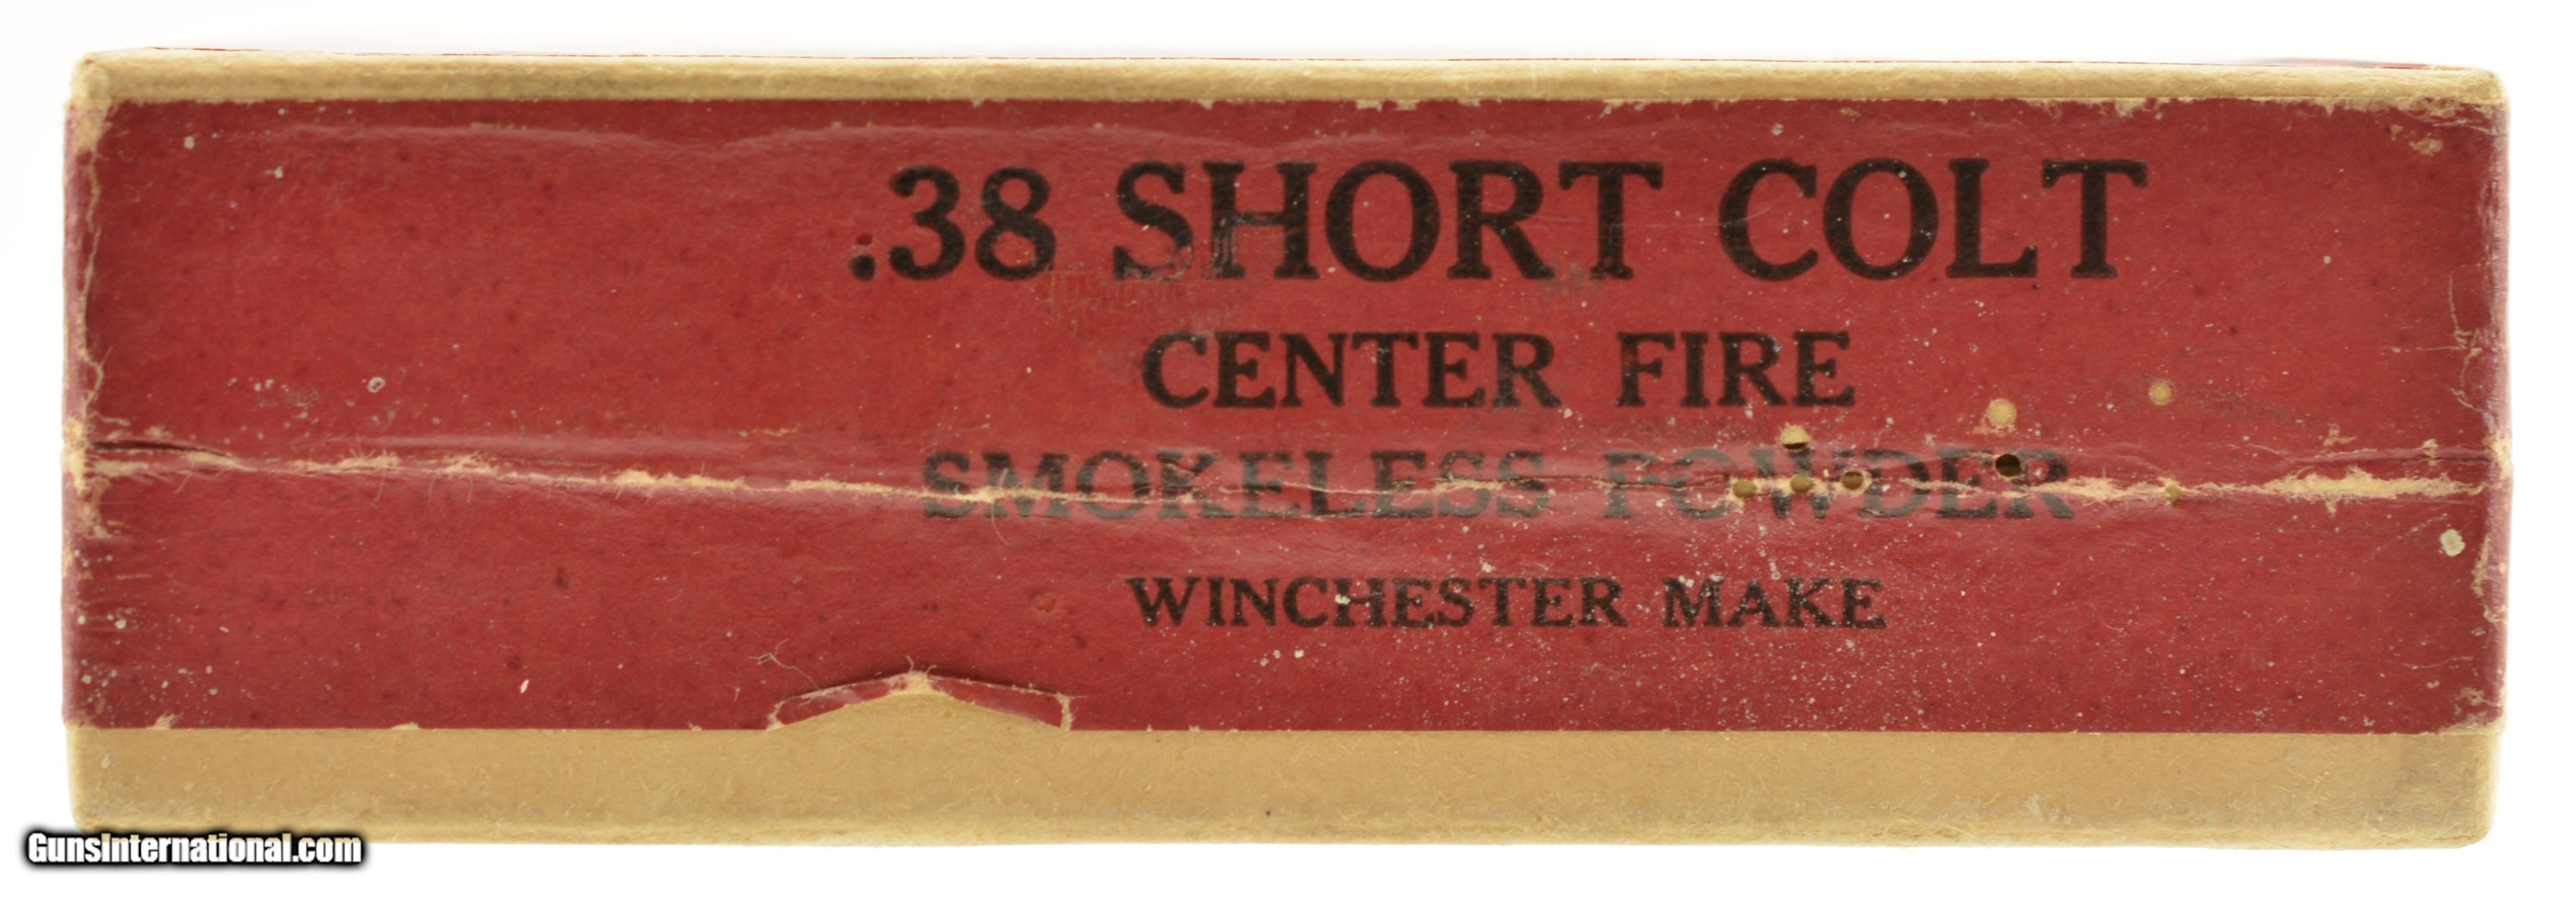 .38 SHORT COLT
CENTER FIRE
SMOKELESS POWDER
WINCHESTER MAKE
GunsInternational.com